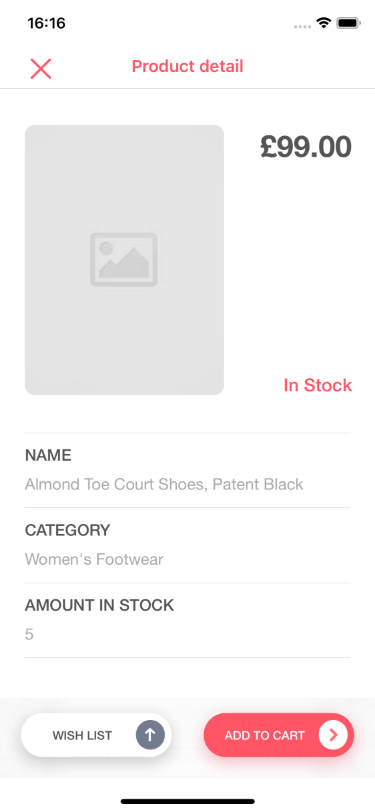 16:16
Product detail
£99.00
In Stock
NAME
Almond Toe Court Shoes, Patent Black
CATEGORY
Women's Footwear
AMOUNT IN STOCK
5
WISH LIST
ADD TO CART